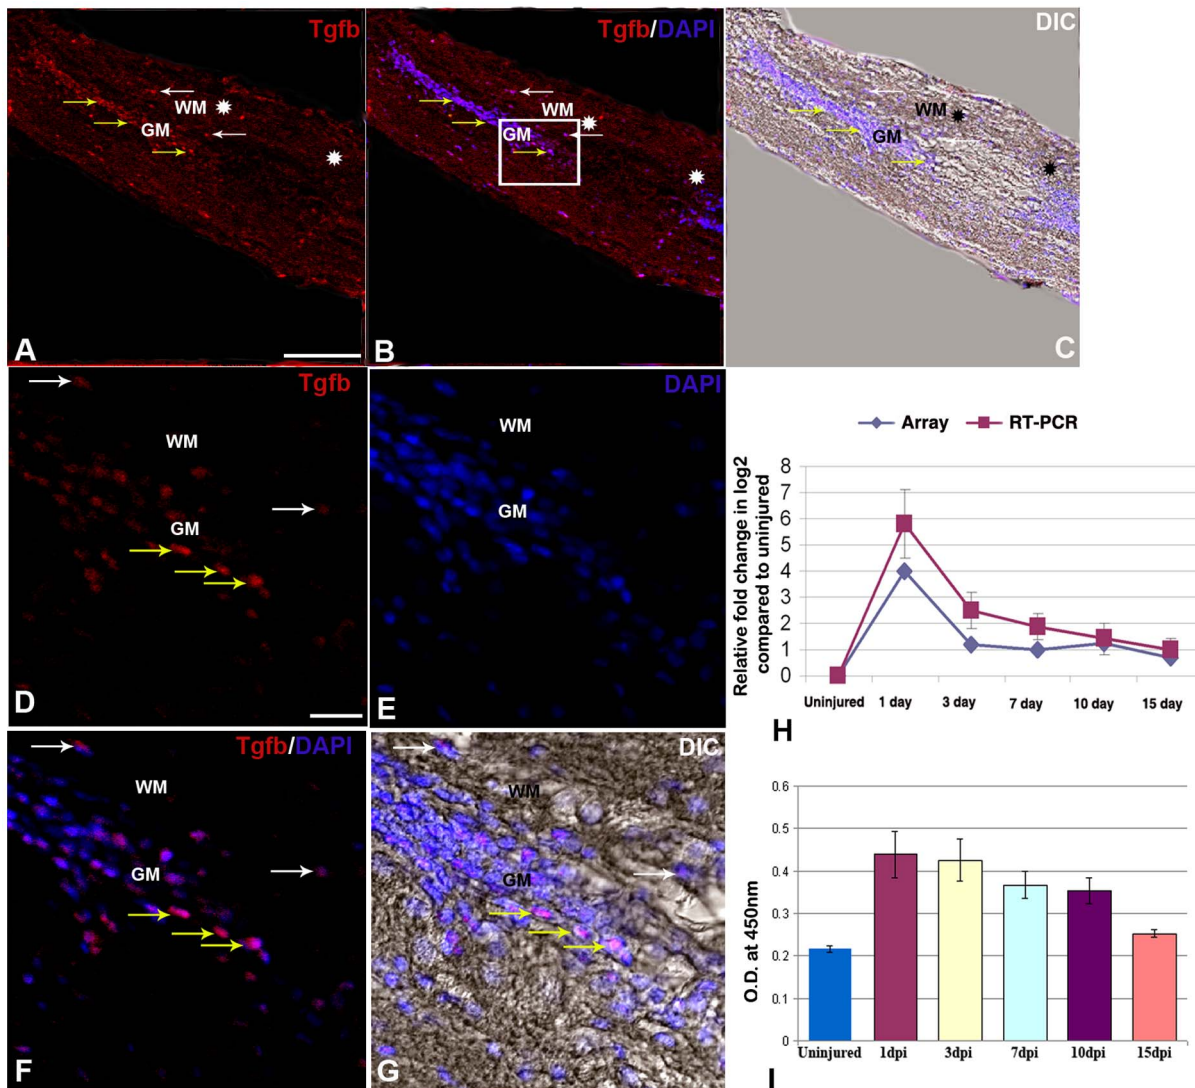 Tgfb
WM
GM
A
Tgfb/DAPI
WM
GM
B
DIC
WM
GM
C
Tgfb
WM
GM
D
DAPI
WM
GM
E
Tgfb/DAPI
WM
GM
F
DIC
WM
GM
G
Array RT-PCR
Relative fold change in log2
compared to uninjured
8
7
6
5
4
3
2
1
0
Uninjured 1 day 3 day 7 day 10 day 15 day
H
O.D. at 450nm
0.6
0.5
0.4
0.3
0.2
0.1
0
Uninjured 1dpi 3dpi 7dpi 10dpi 15dpi
I